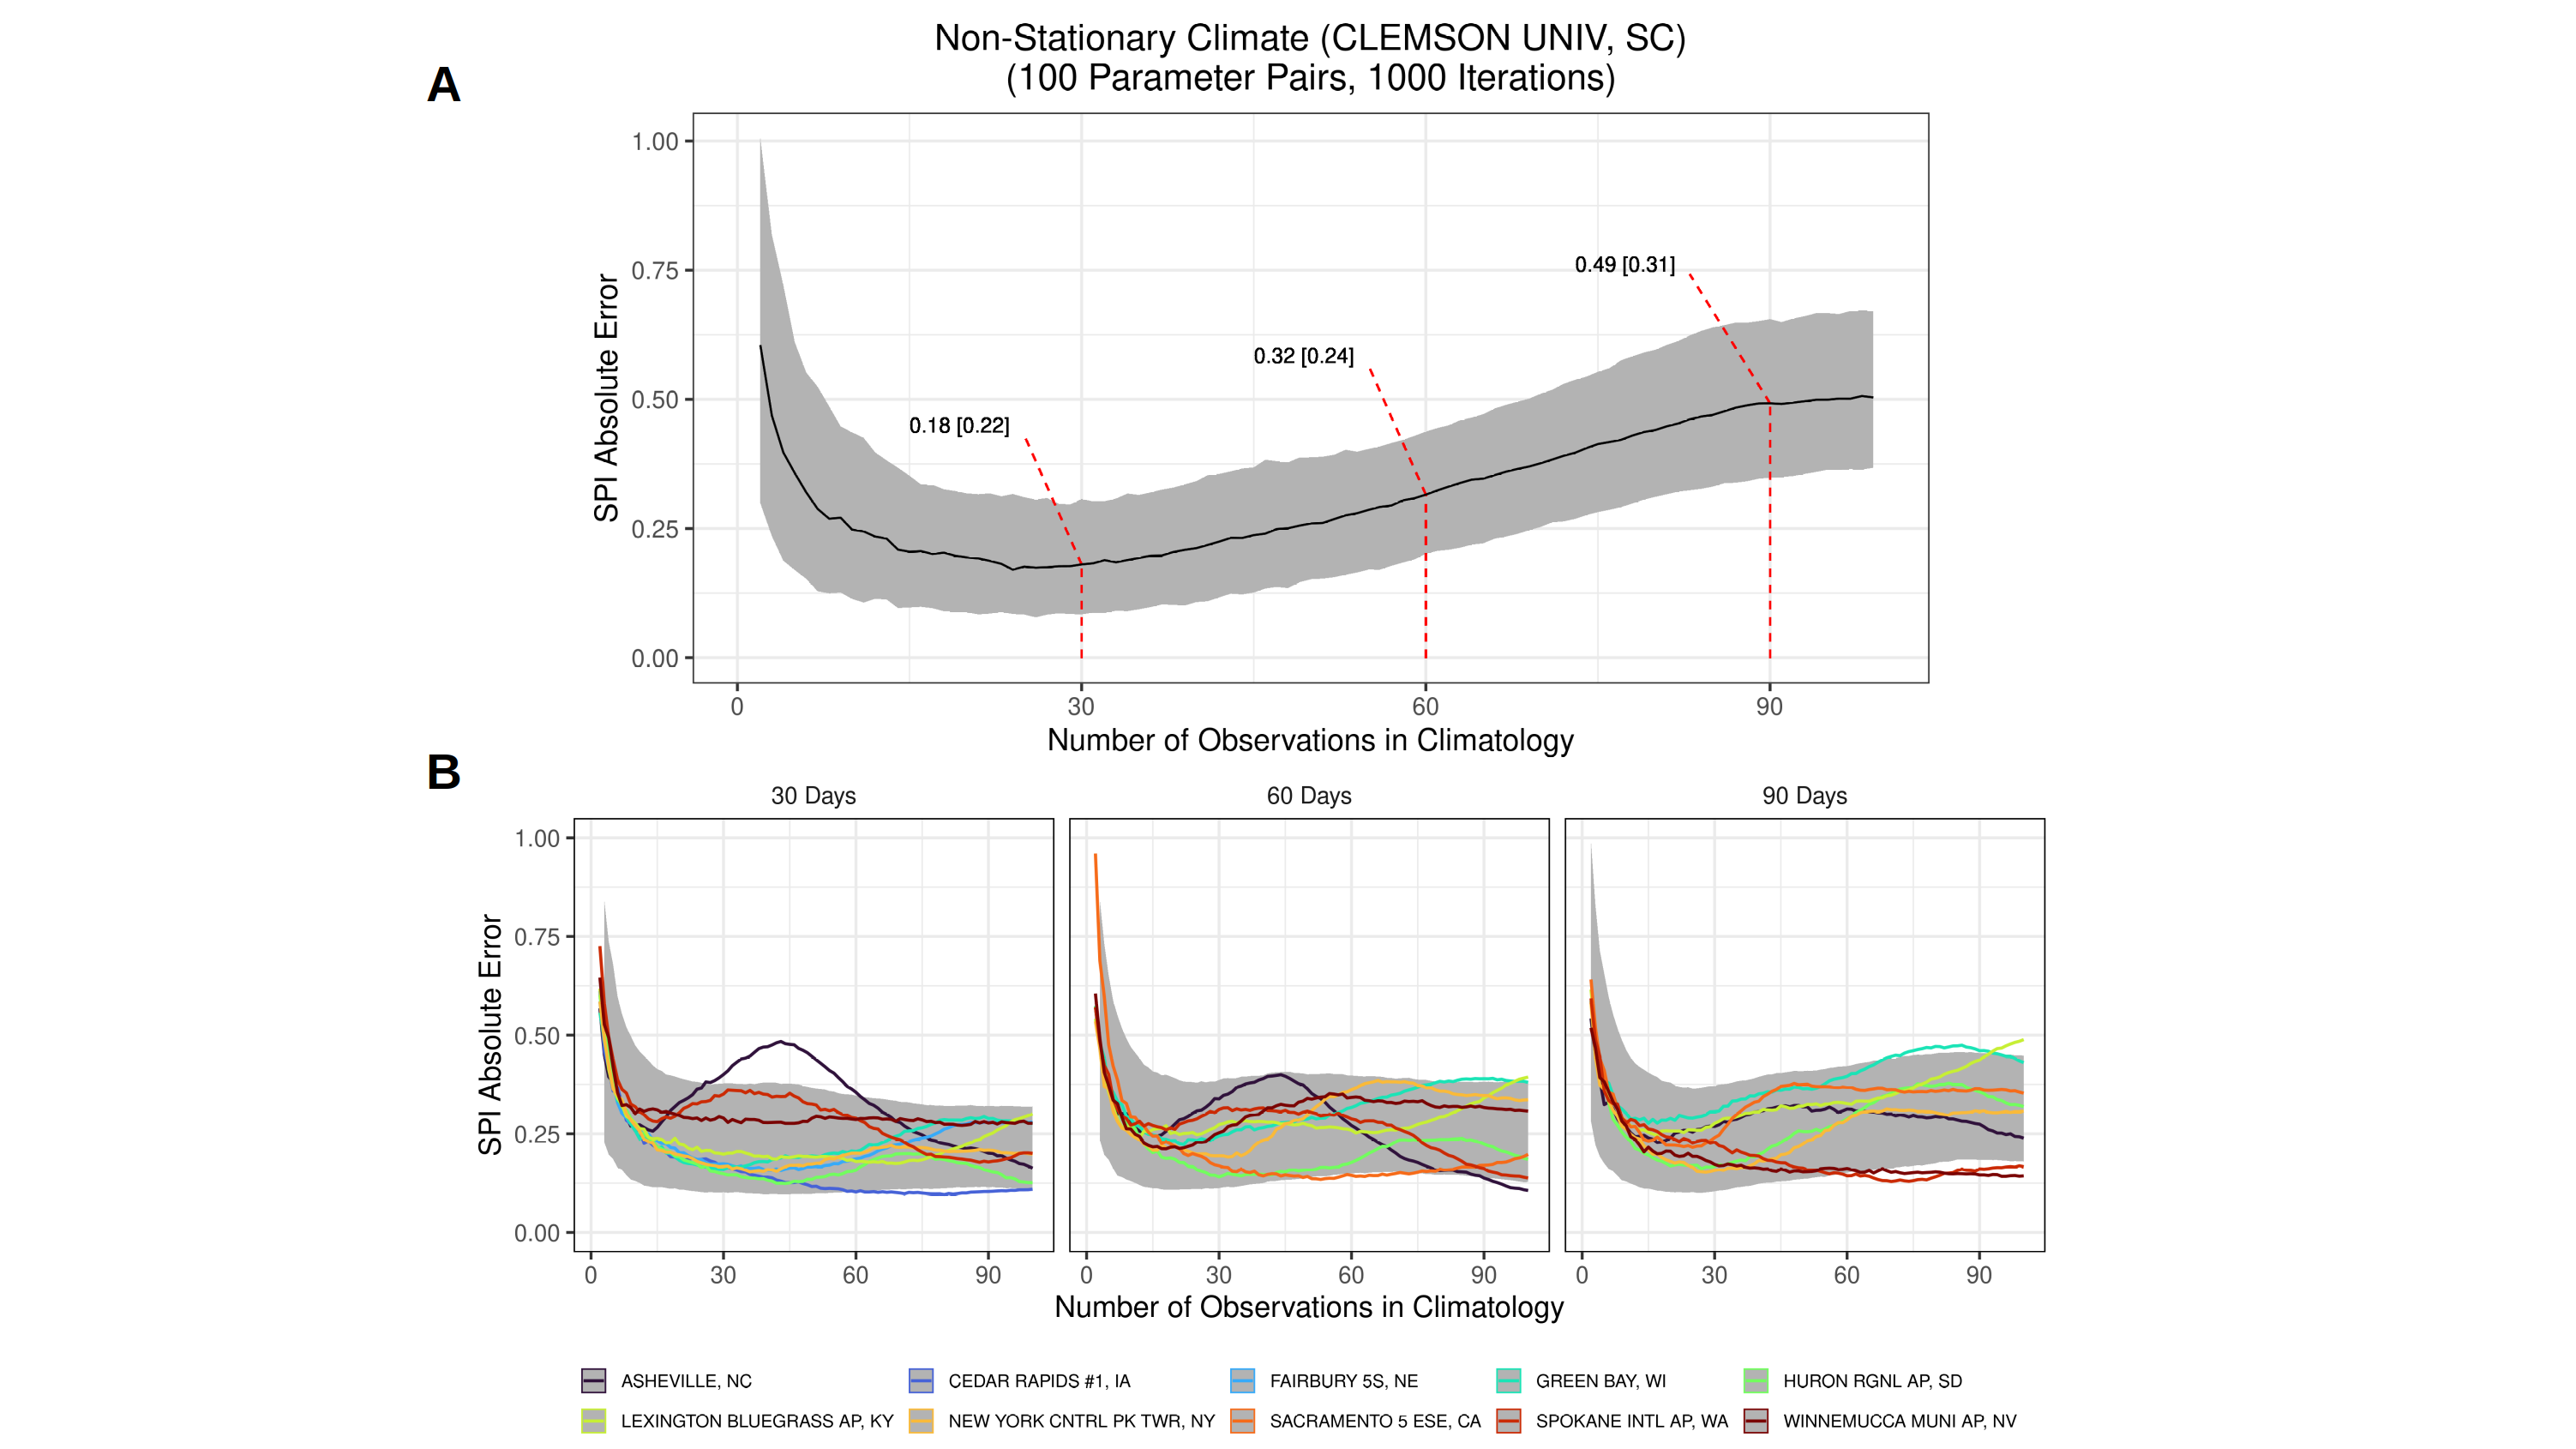 Non-Stationary Climate (CLEMSON UNIV, SC)
(100 Parameter Pairs, 1000 Iterations)
A
SPI Absolute Error
1.00
0.75
0.50
0.25
0.00
0.18 [0.22]
0.32 [0.24]
0.49 [0.31]
0 30 60 90
Number of Observations in Climatology
B
30 Days 60 Days 90 Days
SPI Absolute Error
1.00
0.75
0.50
0.25
0.00
0 30 60 90 0 30 60 90 0 30 60 90
Number of Observations in Climatology
ASHEVILLE, NC CEDAR RAPIDS #1, IA FAIRBURY 5S, NE GREEN BAY, WI HURON RGNL AP, SD
LEXINGTON BLUEGRASS AP, KY NEW YORK CNTRL PK TWR, NY SACRAMENTO 5 ESE, CA SPOKANE INTL AP, WA WINNEMUCCA MUNI AP, NV